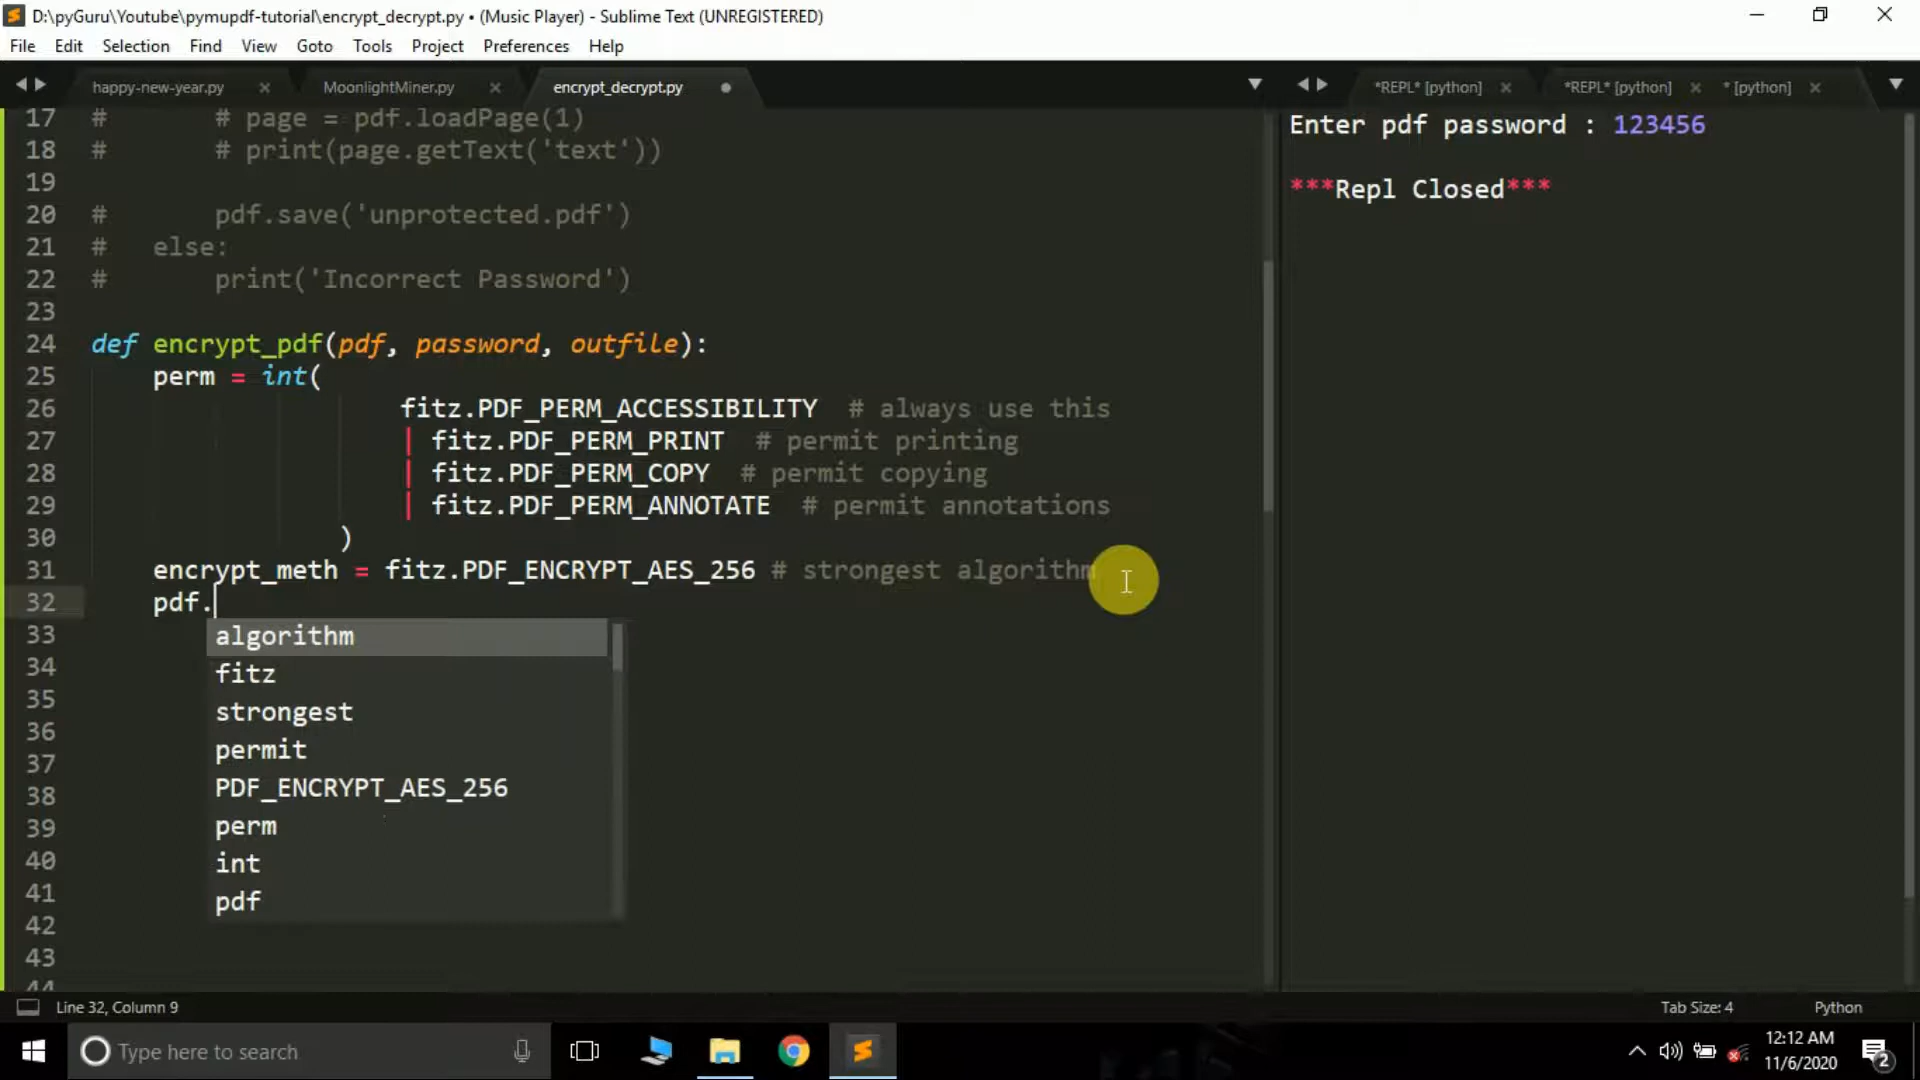 D:\pyGuru\Youtube\pymupdf-tutorial\encrypt_decrypt.py • (Music Player) - Sublime Text (UNREGISTERED)
File Edit Selection Find View Goto Tools Project Preferences Help
happy-new-year.py MoonlightMiner.py encrypt_decrypt.py
*REPL* [python] *REPL* [python] * [python]
17 # # page = pdf.loadPage(1)
18 # # print(page.getText('text'))
19
20 # pdf.save('unprotected.pdf')
21 # else:
22 # print('Incorrect Password')
23
24 def encrypt_pdf(pdf, password, outfile):
25 perm = int(
26 fitz.PDF_PERM_ACCESSIBILITY # always use this
27 | fitz.PDF_PERM_PRINT # permit printing
28 | fitz.PDF_PERM_COPY # permit copying
29 | fitz.PDF_PERM_ANNOTATE # permit annotations
30 )
31 encrypt_meth = fitz.PDF_ENCRYPT_AES_256 # strongest algorithm
32 pdf.
33 algorithm
34 fitz
35 strongest
36 permit
37 PDF_ENCRYPT_AES_256
38 perm
39
40 int
41 pdf
42
43
44
Enter pdf password : 123456
***Repl Closed***
Line 32, Column 9
Tab Size: 4 Python
Type here to search
12:12 AM
11/6/2020
2